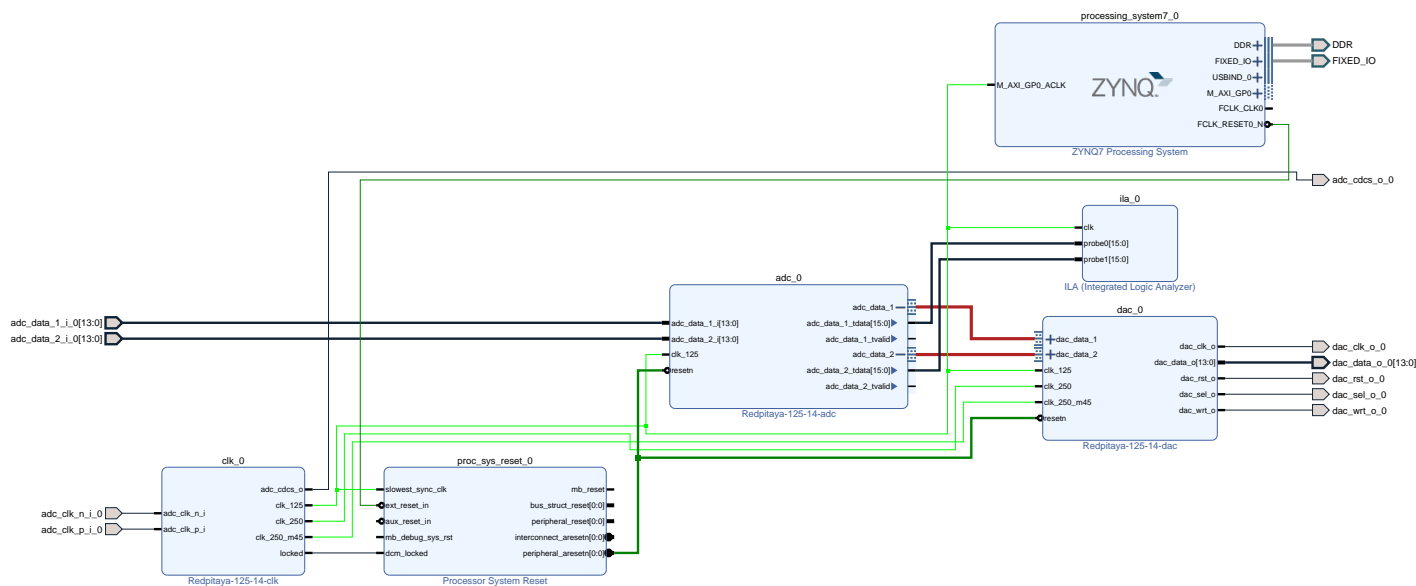 processing_system7_0
DDR
FIXED_IO
USBIND_0
M_AXI_GP0
FCLK_CLK0
FCLK_RESET0_N
M_AXI_GP0_ACLK
ZYNQ
ZYNQ7 Processing System
DDR
FIXED_IO
adc_cdcs_o_0
ila_0
clk
probe0[15:0]
probe1[15:0]
ILA (Integrated Logic Analyzer)
adc_data_1_i_0[13:0]
adc_data_2_i_0[13:0]
adc_0
adc_data_1_i[13:0]
adc_data_2_i[13:0]
clk_125
resetn
adc_data_1
adc_data_1_tdata[15:0]
adc_data_1_tvalid
adc_data_2
adc_data_2_tdata[15:0]
adc_data_2_tvalid
Redpitaya-125-14-adc
dac_0
dac_data_1
dac_data_2
clk_125
clk_250
clk_250_m45
resetn
dac_clk_o
dac_data_o[13:0]
dac_rst_o
dac_sel_o
dac_wrt_o
Redpitaya-125-14-dac
dac_clk_o_0
dac_data_o_0[13:0]
dac_rst_o_0
dac_sel_o_0
dac_wrt_o_0
adc_clk_n_i_0
adc_clk_p_i_0
clk_0
adc_clk_n_i
adc_clk_p_i
adc_cdcs_o
clk_125
clk_250
clk_250_m45
locked
Redpitaya-125-14-clk
proc_sys_reset_0
slowest_sync_clk
ext_reset_in
aux_reset_in
mb_debug_sys_rst
dcm_locked
mb_reset
bus_struct_reset[0:0]
peripheral_reset[0:0]
interconnect_aresetn[0:0]
peripheral_aresetn[0:0]
Processor System Reset